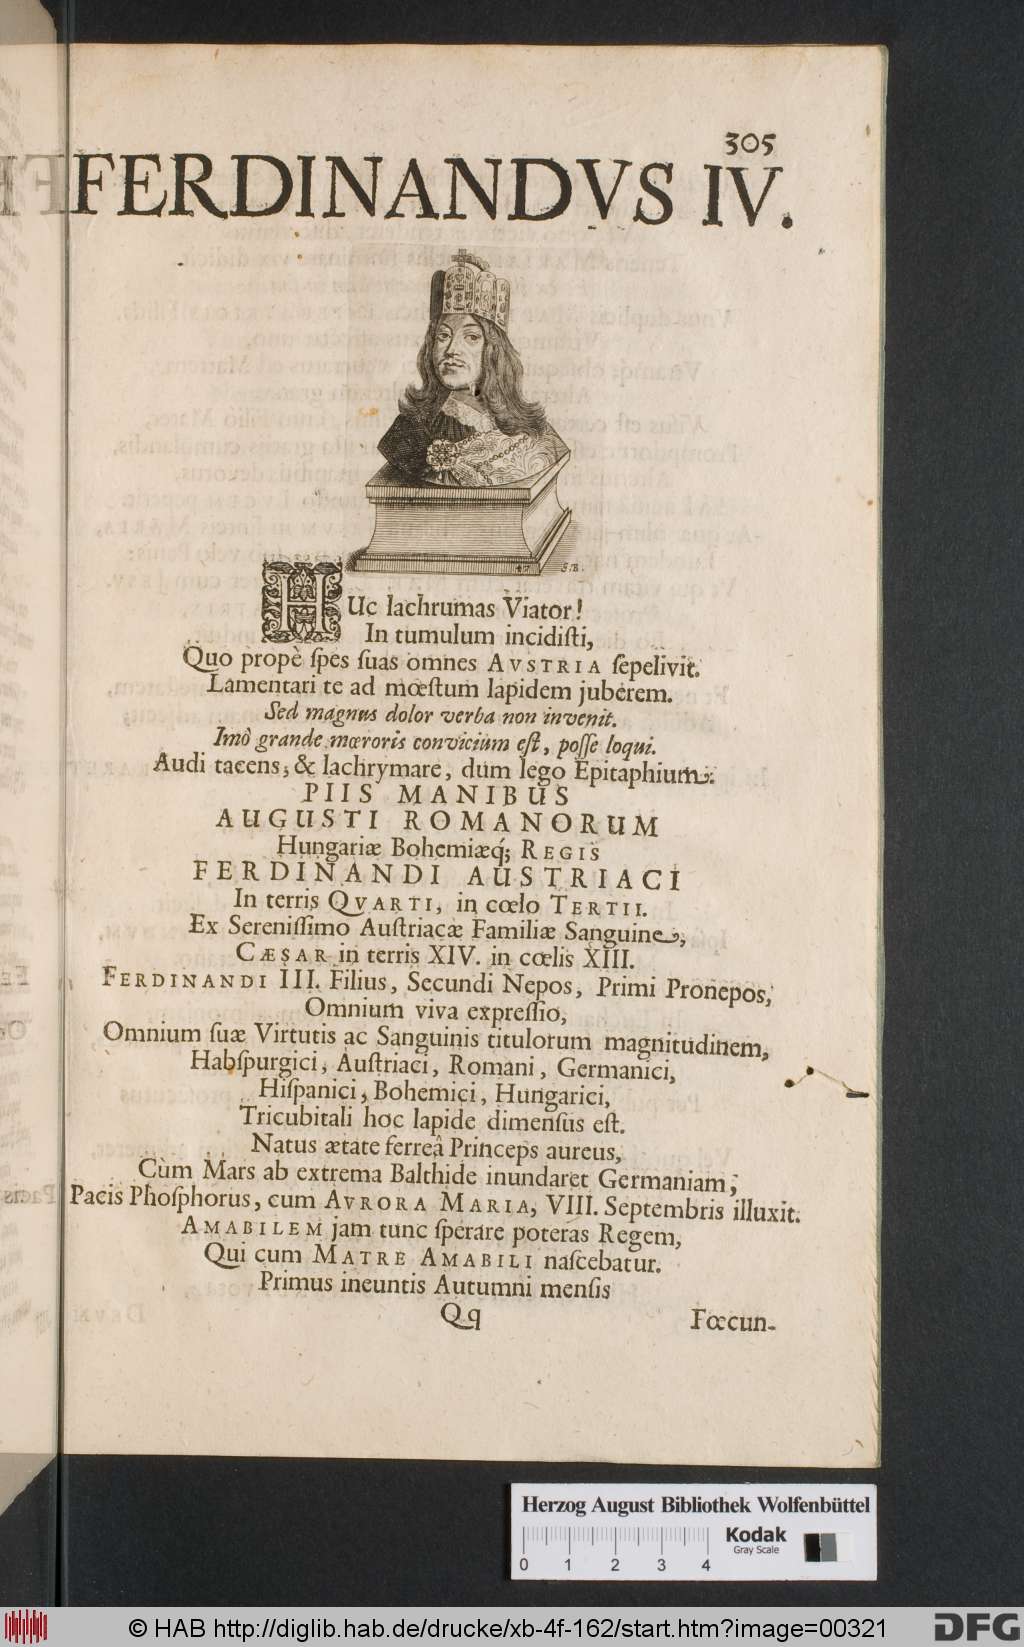 305
FERDINANDVS IV.
47 S.B.
HUc lachrumas Viator!
In tumulum incidiſti,
Quo propè ſpes ſuas omnes AVSTRIA ſepelivit.
Lamentari te ad mœſtum lapidem juberem.
Sed magnus dolor verba non invenit.
Imò grande mœroris convicium eſt, poſſe loqui.
Audi tacens, & lachrymare, dum lego Epitaphium:
PIIS MANIBUS
AUGUSTI ROMANORUM
Hungariæ Bohemiæq́; REGIS
FERDINANDI AUSTRIACI
In terris QVARTI, in cœlo TERTII.
Ex Sereniſſimo Auſtriacæ Familiæ Sanguine,
CÆSAR in terris XIV. in cœlis XIII.
FERDINANDI III. Filius, Secundi Nepos, Primi Pronepos,
Omnium viva expreſſio,
Omnium ſuæ Virtutis ac Sanguinis titulorum magnitudinem,
Habſpurgici, Auſtriaci, Romani, Germanici,
Hiſpanici, Bohemici, Hungarici,
Tricubitali hoc lapide dimenſus eſt.
Natus ætate ferreâ Princeps aureus,
Cùm Mars ab extrema Balthide inundaret Germaniam;
Pacis Phoſphorus, cum AVRORA MARIA, VIII. Septembris illuxit.
AMABILEM jam tunc ſperare poteras Regem,
Qui cum MATRE AMABILI naſcebatur.
Primus ineuntis Autumni menſis
Qq
Fœcun-
Herzog August Bibliothek Wolfenbüttel
0 1 2 3 4
Kodak
Gray Scale
© HAB http://diglib.hab.de/drucke/xb-4f-162/start.htm?image=00321
DFG